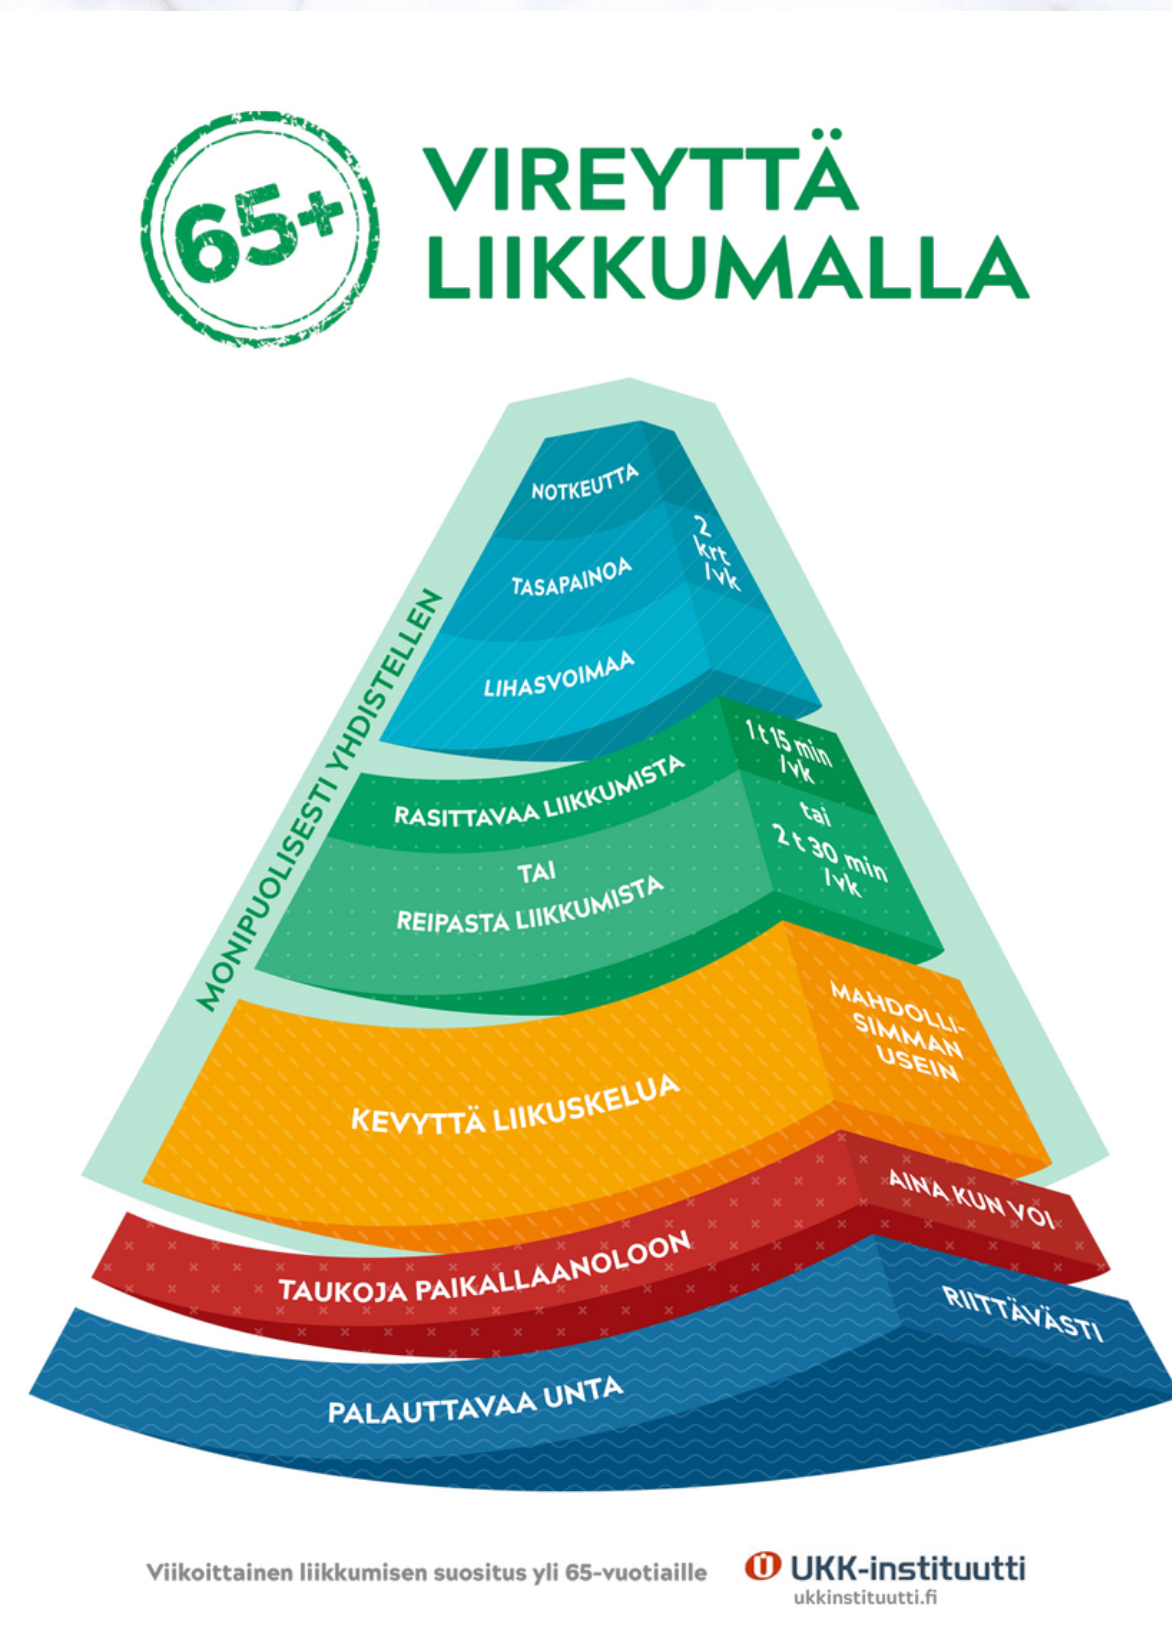 65+
VIREYTTÄ
LIIKKUMALLA
MONIPUOLISESTI YHDISTELLEN
NOTKEUTTA
TASAPAINOA
LIHASVOIMAA
2
krt
/vk
RASITTAVAA LIIKKUMISTA
1 t 15 min
/vk
TAI
tai
REIPASTA LIIKKUMISTA
2 t 30 min
/vk
KEVYTTÄ LIIKUSKELUA
MAHDOLLI-
SIMMAN
USEIN
TAUKOJA PAIKALLAANOLOON
AINA KUN VOI
PALAUTTAVAA UNTA
RIITTÄVÄSTI
Viikoittainen liikkumisen suositus yli 65-vuotiaille
UKK-instituutti
ukkinstituutti.fi